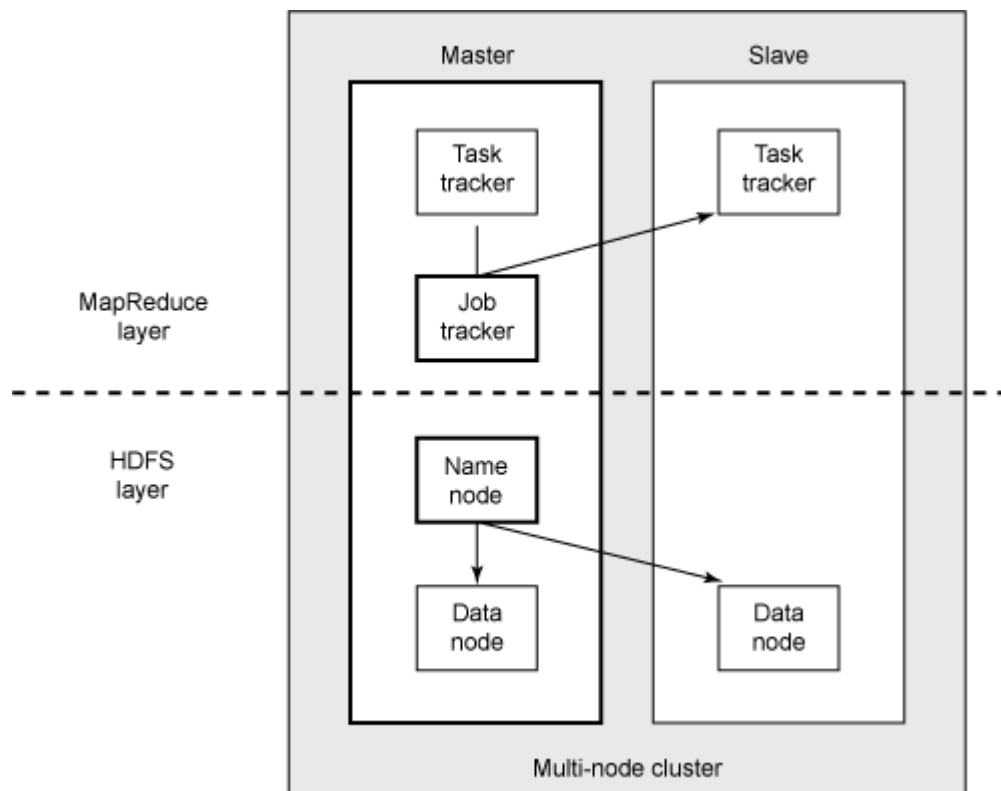 Master
Slave
Task
tracker
Task
tracker
MapReduce
layer
Job
tracker
HDFS
layer
Name
node
Data
node
Data
node
Multi-node cluster